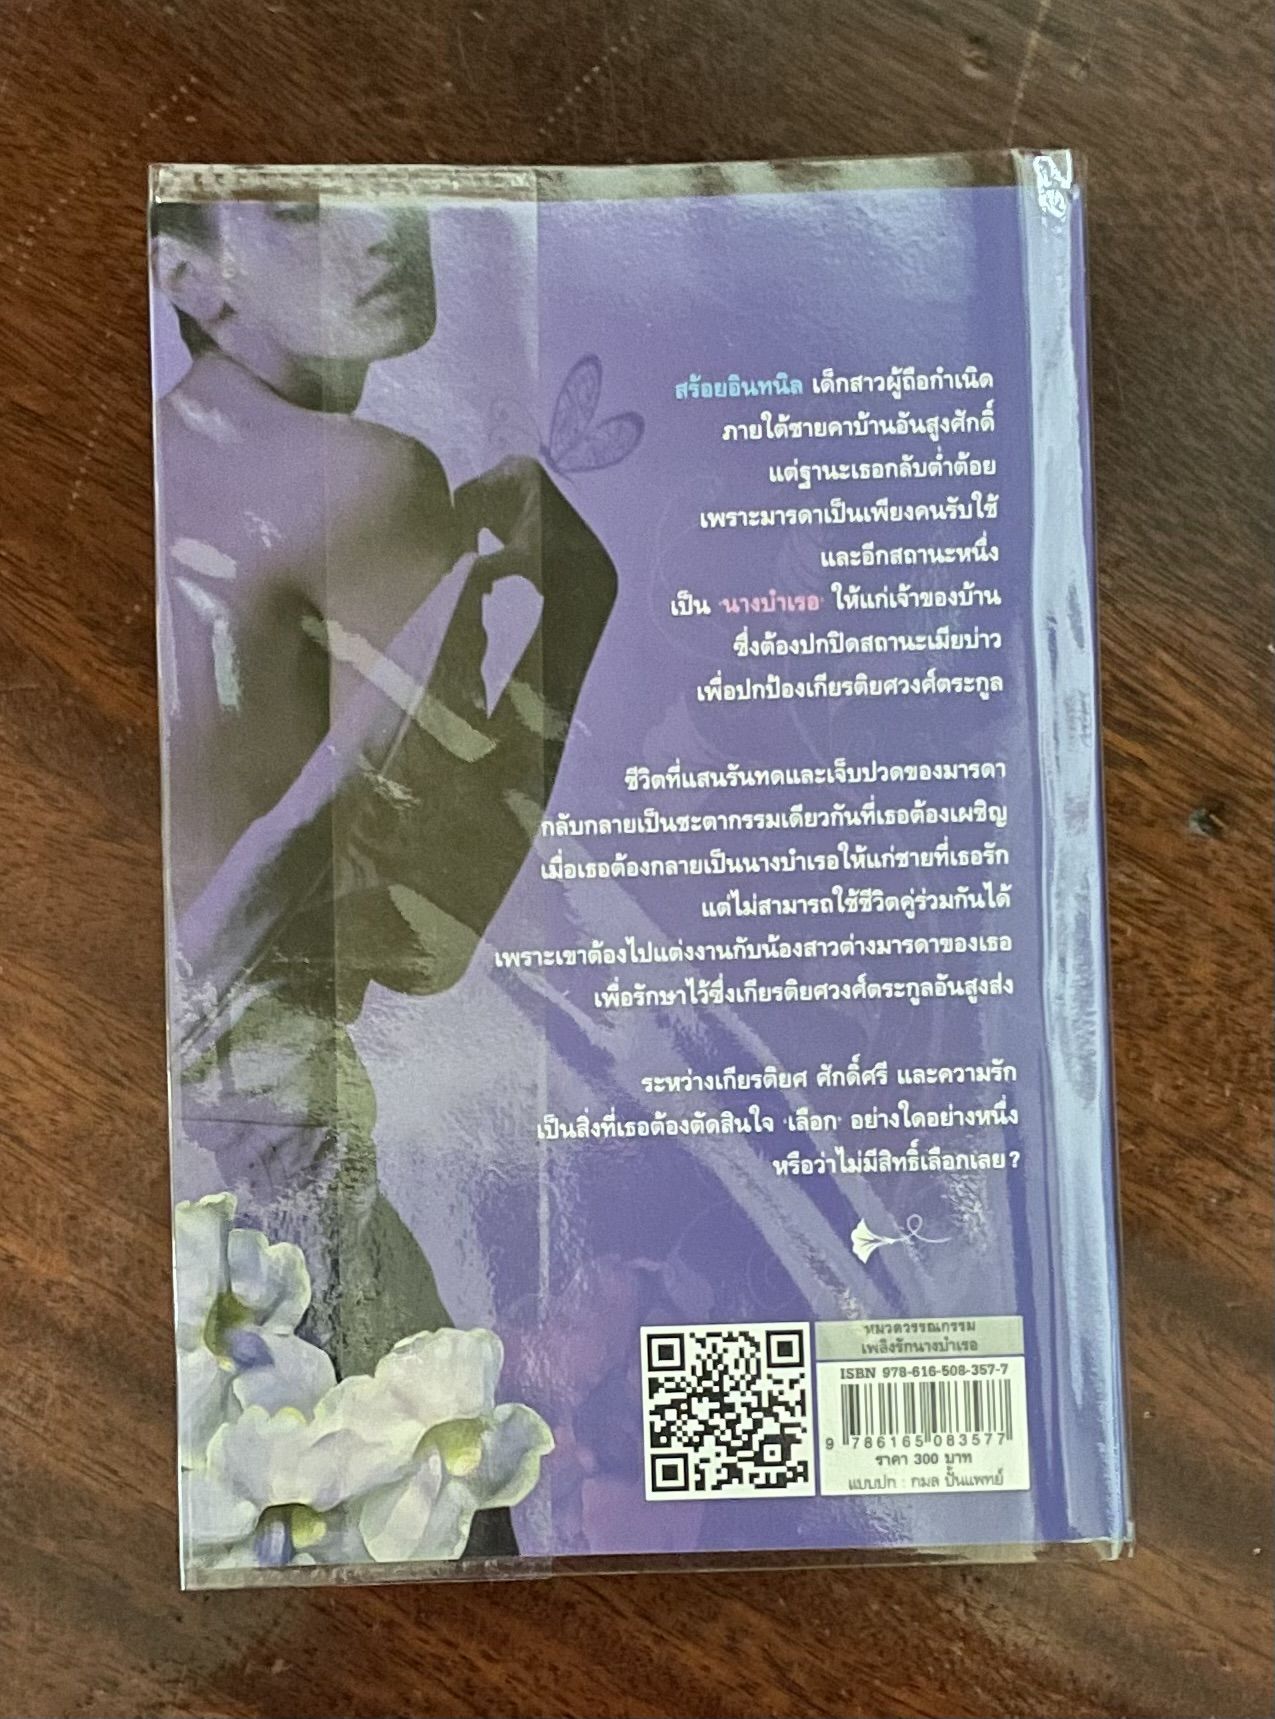 สร้อยอินทนิล เด็กสาวผู้ถือกำเนิด
ภายใต้ชายคาบ้านอันสูงศักดิ์
แต่ฐานะเธอกลับต่ำต้อย
เพราะมารดาเป็นเพียงคนรับใช้
และอีกสถานะหนึ่ง
เป็น 'นางบำเรอ' ให้แก่เจ้าของบ้าน
ซึ่งต้องปกปิดสถานะเมียบ่าว
เพื่อปกป้องเกียรติยศวงศ์ตระกูล
ชีวิตที่แสนรันทดและเจ็บปวดของมารดา
กลับกลายเป็นชะตากรรมเดียวกันที่เธอต้องเผชิญ
เมื่อเธอต้องกลายเป็นนางบำเรอให้แก่ชายที่เธอรัก
แต่ไม่สามารถใช้ชีวิตคู่ร่วมกันได้
เพราะเขาต้องไปแต่งงานกับน้องสาวต่างมารดาของเธอ
เพื่อรักษาไว้ซึ่งเกียรติยศวงศ์ตระกูลอันสูงส่ง
ระหว่างเกียรติยศ ศักดิ์ศรี และความรัก
เป็นสิ่งที่เธอต้องตัดสินใจ 'เลือก' อย่างใดอย่างหนึ่ง
หรือว่าไม่มีสิทธิ์เลือกเลย ?
หมวดวรรณกรรม
เพลิงรักนางบำเรอ
ISBN 978-616-508-357-7
9 786165 083577
ราคา 300 บาท
แบบปก : กมล ปั้นแพทย์